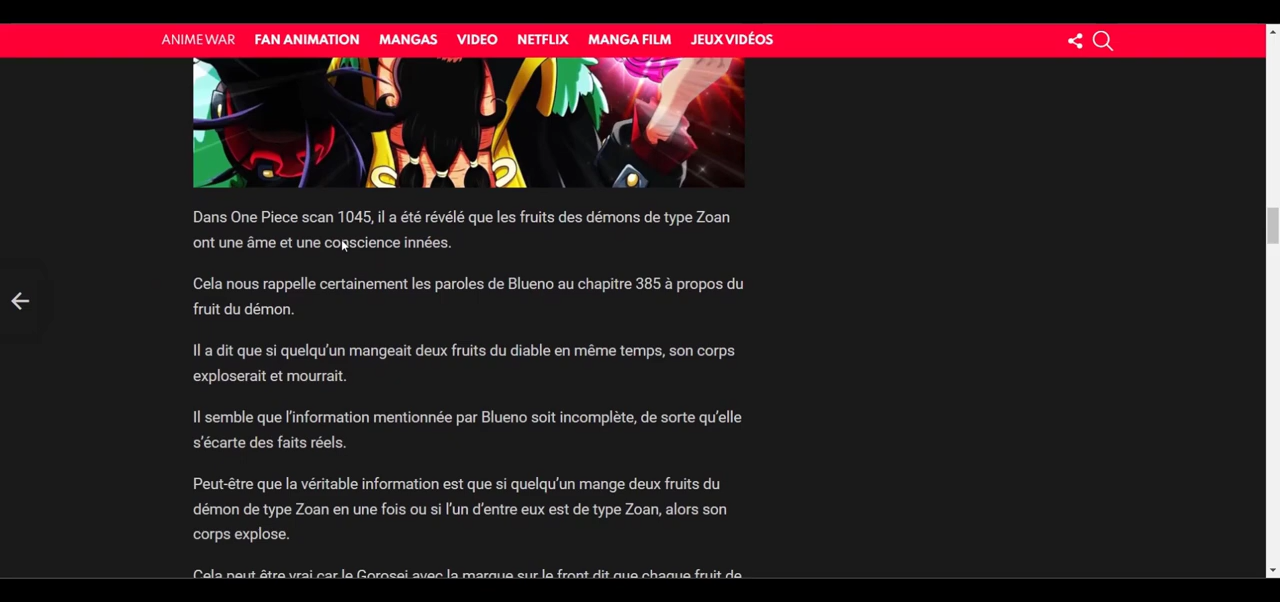 ANIMEWAR FAN ANIMATION MANGAS VIDEO NETFLIX MANGA FILM JEUX VIDÉOS
Dans One Piece scan 1045, il a été révélé que les fruits des démons de type Zoan
ont une âme et une conscience innées.
Cela nous rappelle certainement les paroles de Blueno au chapitre 385 à propos du
fruit du démon.
Il a dit que si quelqu’un mangeait deux fruits du diable en même temps, son corps
exploserait et mourrait.
Il semble que l’information mentionnée par Blueno soit incomplète, de sorte qu’elle
s’écarte des faits réels.
Peut-être que la véritable information est que si quelqu’un mange deux fruits du
démon de type Zoan en une fois ou si l’un d’entre eux est de type Zoan, alors son
corps explose.
Cela peut être vrai car le Gorosei avec la marque sur le front dit que chaque fruit de